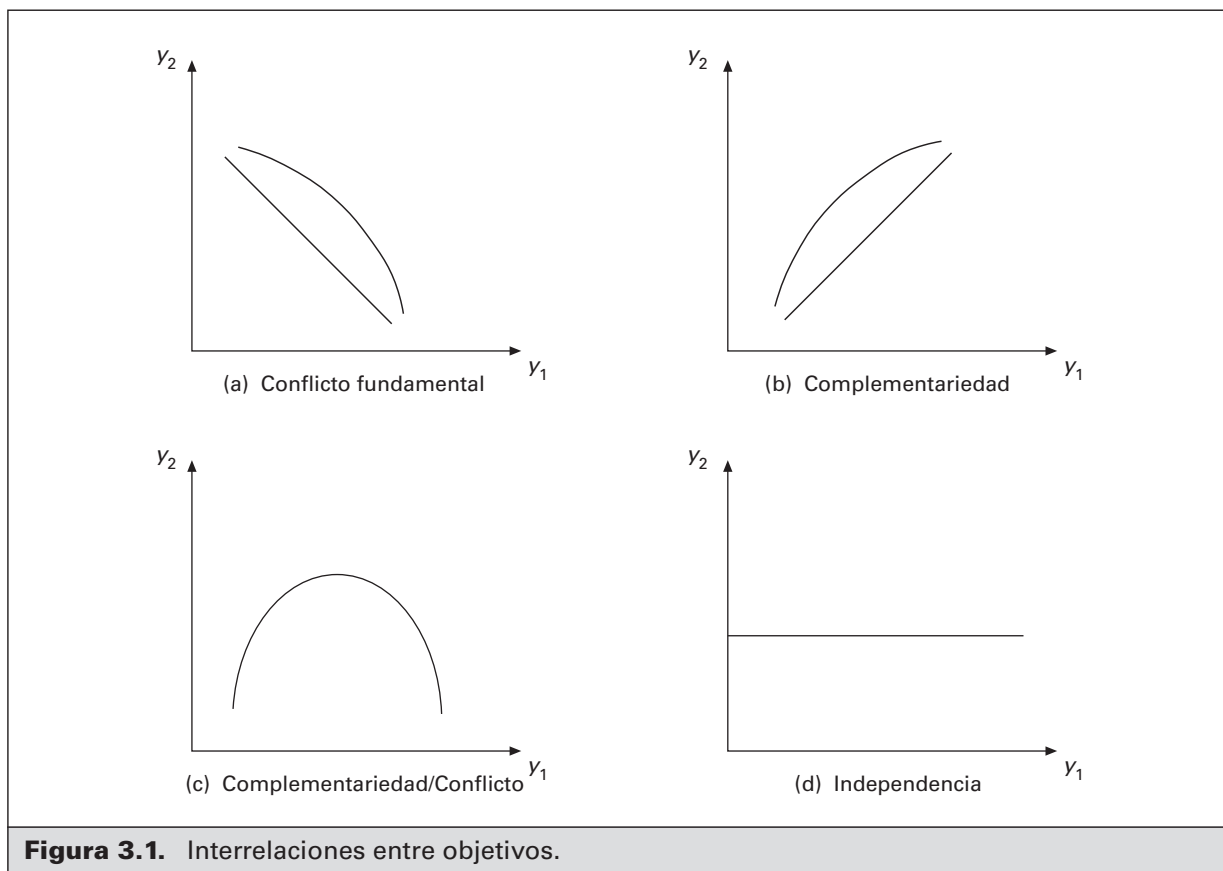 y2
y1
(a) Conflicto fundamental
y2
y1
(b) Complementariedad
y2
y1
(c) Complementariedad/Conflicto
y2
y1
(d) Independencia
Figura 3.1. Interrelaciones entre objetivos.